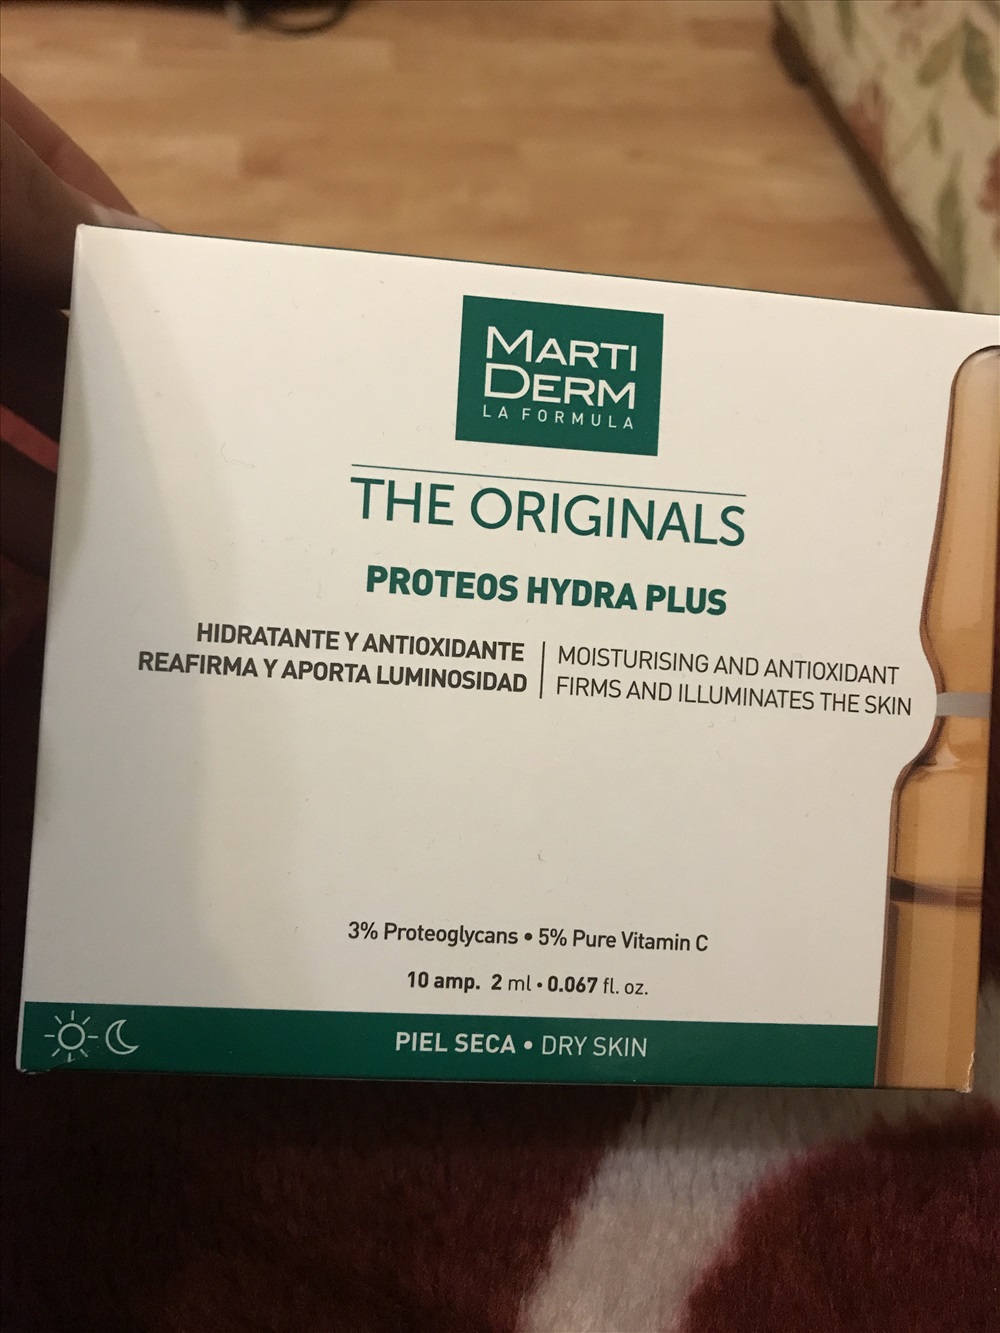 MARTI
DERM
LA FORMULA
THE ORIGINALS
PROTEOS HYDRA PLUS
HIDRATANTE Y ANTIOXIDANTE
REAFIRMA Y APORTA LUMINOSIDAD
MOISTURISING AND ANTIOXIDANT
FIRMS AND ILLUMINATES THE SKIN
3% Proteoglycans • 5% Pure Vitamin C
10 amp. 2 ml • 0.067 fl. oz.
PIEL SECA • DRY SKIN